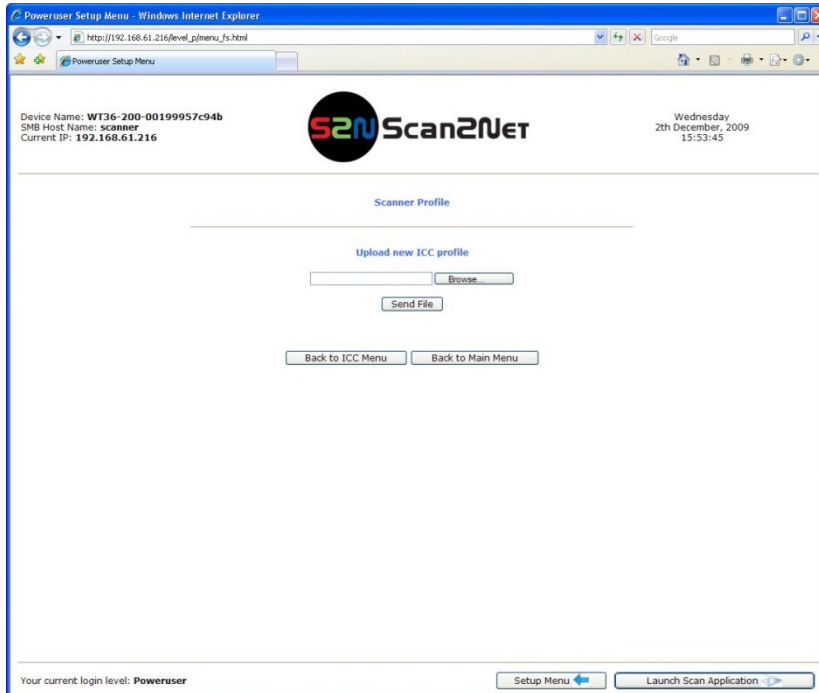 Poweruser Setup Menu - Windows Internet Explorer
http://192.168.61.216/level_p/menu_fs.html
Google
Poweruser Setup Menu
Device Name: WT36-200-00199957c94b
SMB Host Name: scanner
Current IP: 192.168.61.216
S2N Scan2Net
Wednesday
2th December, 2009
15:53:45
Scanner Profile
Upload new ICC profile
Browse...
Send File
Back to ICC Menu Back to Main Menu
Your current login level: Poweruser
Setup Menu Launch Scan Application